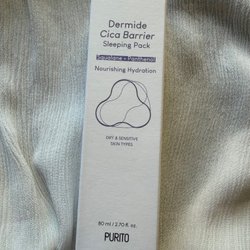 Dermide
Cica Barrier
Sleeping Pack
Squalane + Panthenol
Nourishing Hydration
DRY & SENSITIVE
SKIN TYPES
80 ml / 2.70 fl. oz.
PURITO